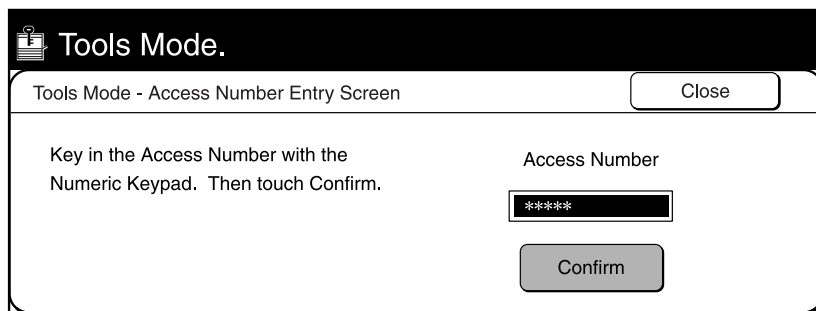 Tools Mode.
Tools Mode - Access Number Entry Screen
Close
Key in the Access Number with the
Numeric Keypad. Then touch Confirm.
Access Number
*****
Confirm